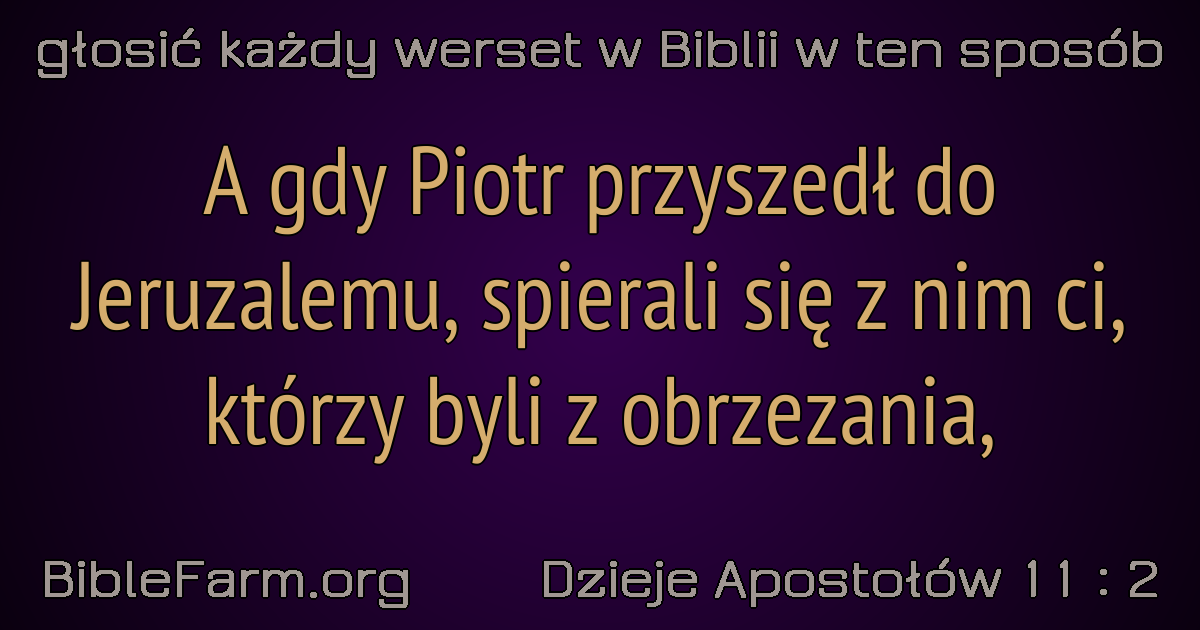 głosić każdy werset w Biblii w ten sposób
A gdy Piotr przyszedł do
Jeruzalemu, spierali się z nim ci,
którzy byli z obrzezania,
BibleFarm.org
Dzieje Apostołów 11 : 2